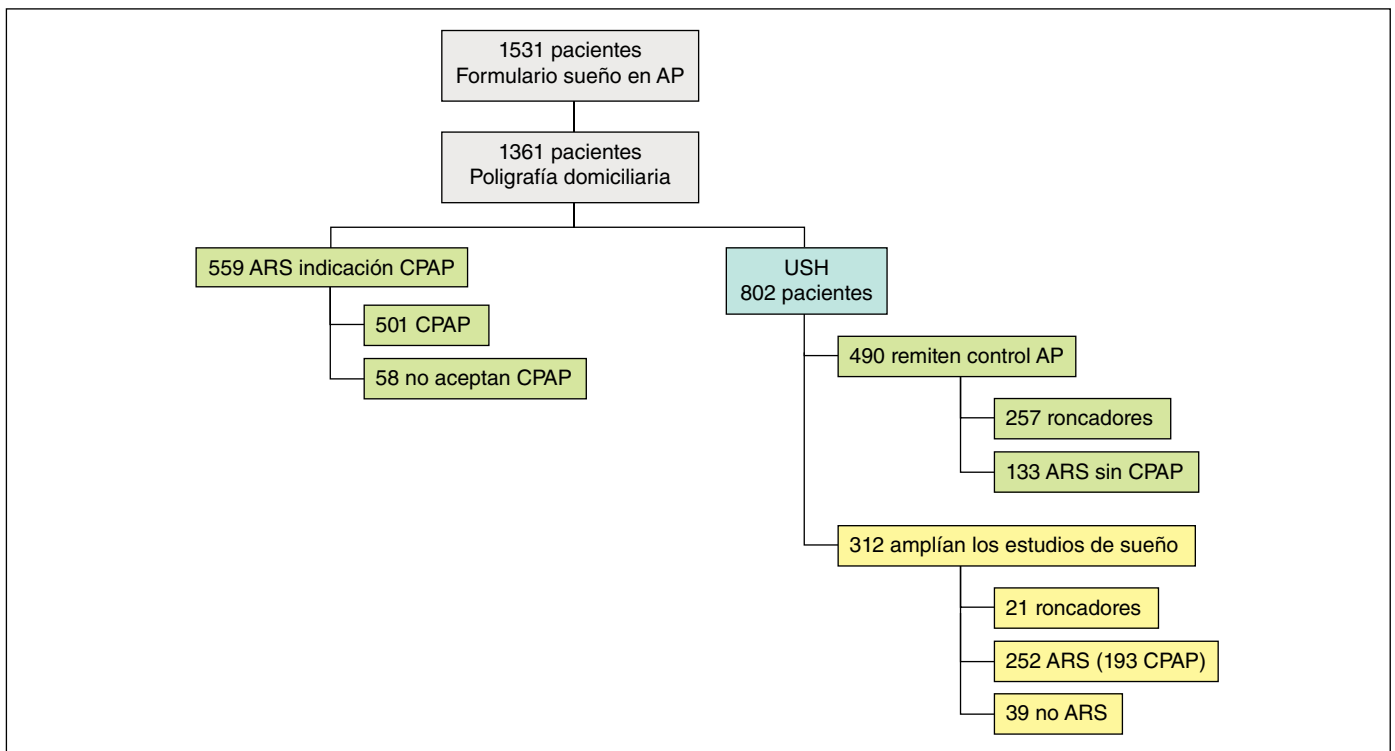 1531 pacientes
Formulario sueño en AP
1361 pacientes
Poligrafía domiciliaria
559 ARS indicación CPAP
501 CPAP
58 no aceptan CPAP
USH
802 pacientes
490 remiten control AP
257 roncadores
133 ARS sin CPAP
312 amplían los estudios de sueño
21 roncadores
252 ARS (193 CPAP)
39 no ARS